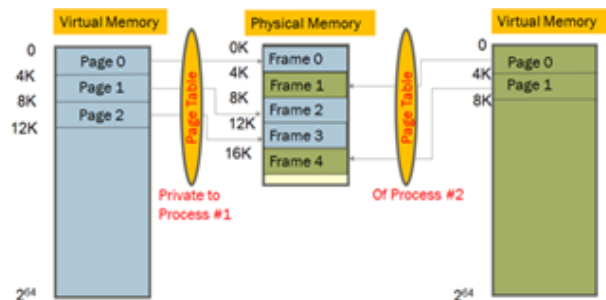 Virtual Memory
Physical Memory
Virtual Memory
0
4K
8K
12K
2⁶⁴
Page 0
Page 1
Page 2
Page Table
Private to
Process #1
0K
4K
8K
12K
16K
Frame 0
Frame 1
Frame 2
Frame 3
Frame 4
Page Table
Of Process #2
0
4K
8K
2⁶⁴
Page 0
Page 1